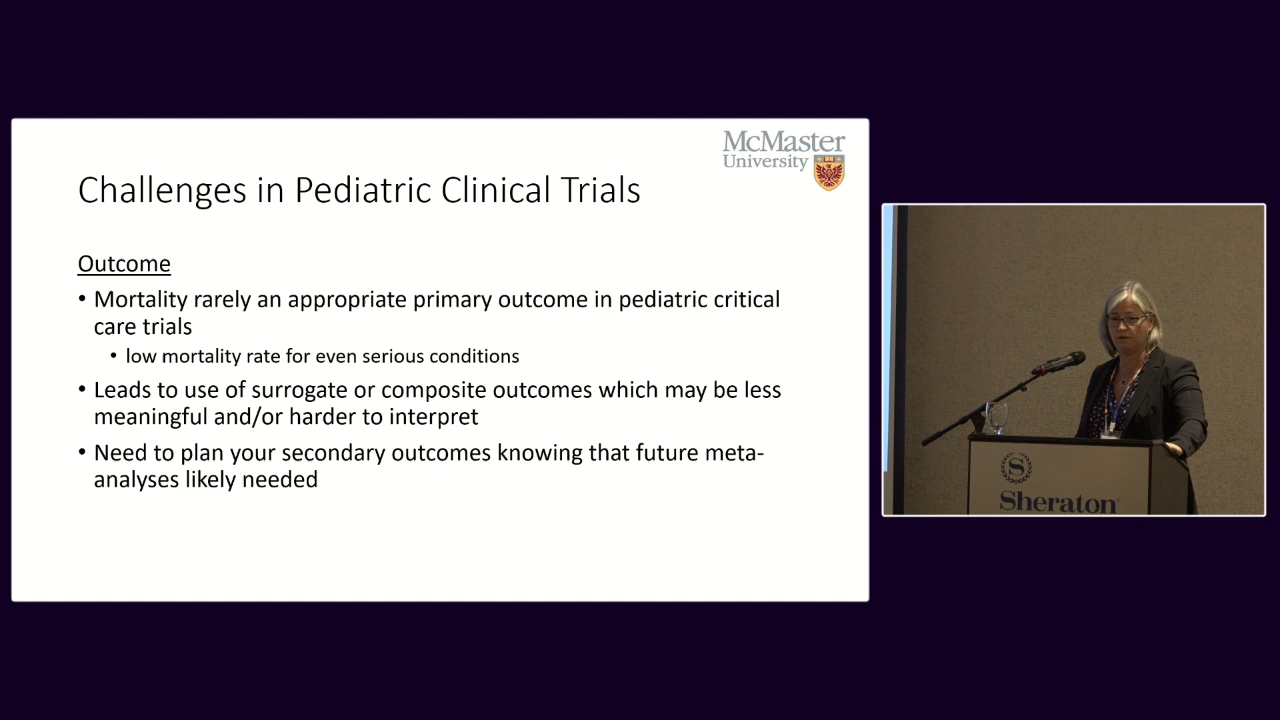 McMaster
University
Challenges in Pediatric Clinical Trials
Outcome
• Mortality rarely an appropriate primary outcome in pediatric critical
care trials
• low mortality rate for even serious conditions
• Leads to use of surrogate or composite outcomes which may be less
meaningful and/or harder to interpret
• Need to plan your secondary outcomes knowing that future meta-
analyses likely needed
S
Sheraton